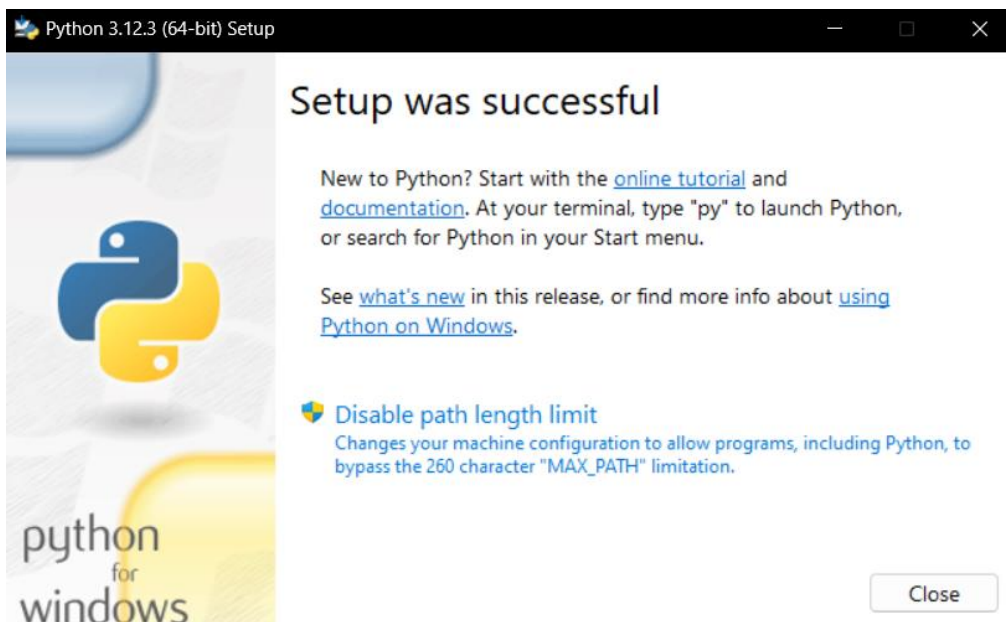 Python 3.12.3 (64-bit) Setup
Setup was successful
New to Python? Start with the online tutorial and
documentation. At your terminal, type "py" to launch Python,
or search for Python in your Start menu.
See what's new in this release, or find more info about using
Python on Windows.
Disable path length limit
Changes your machine configuration to allow programs, including Python, to
bypass the 260 character "MAX_PATH" limitation.
python
for
windows
Close